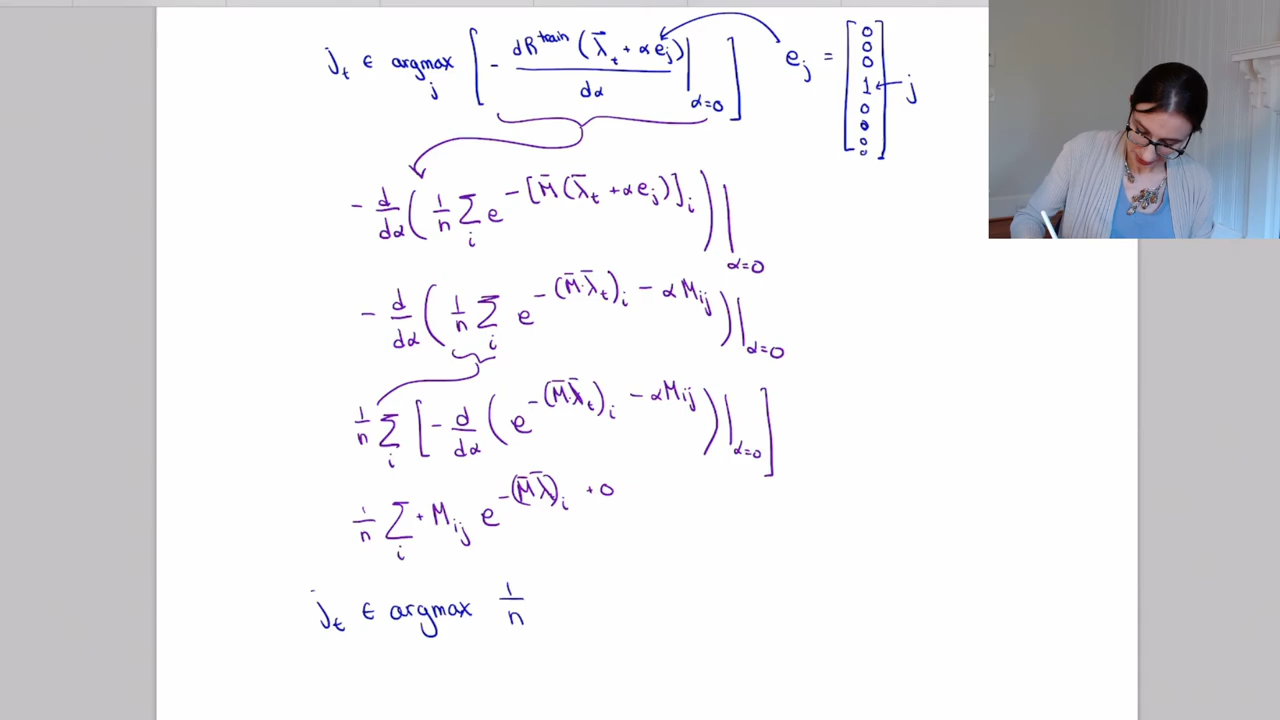 j_t ∈ argmax_j [ - dR^train (λ̄_t + α e_j) / dα |_{α=0} ]
e_j = [ 0 0 0 1 0 0 0 0 ] ← j
- d/dα ( 1/n Σ_i e^{-[M̄(λ̄_t + α e_j)]_i} ) |_{α=0}
- d/dα ( 1/n Σ_i e^{-(M̄λ̄_t)_i - αM_ij} ) |_{α=0}
1/n Σ_i [ - d/dα ( e^{-(M̄λ̄_t)_i - αM_ij} ) |_{α=0} ]
1/n Σ_i + M_ij e^{-(M̄λ̄)_i + 0}
j_t ∈ argmax 1/n